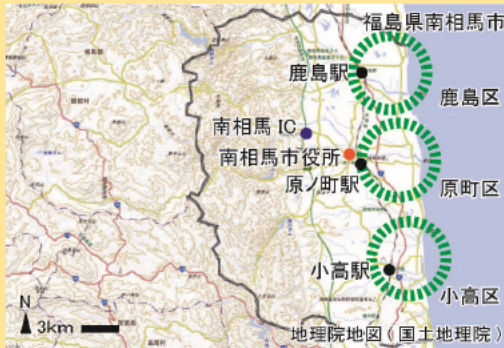 福島県南相馬市
鹿島駅
鹿島区
南相馬 IC
南相馬市役所
原ノ町駅
原町区
小高駅
小高区
N
3km
地理院地図(国土地理院)